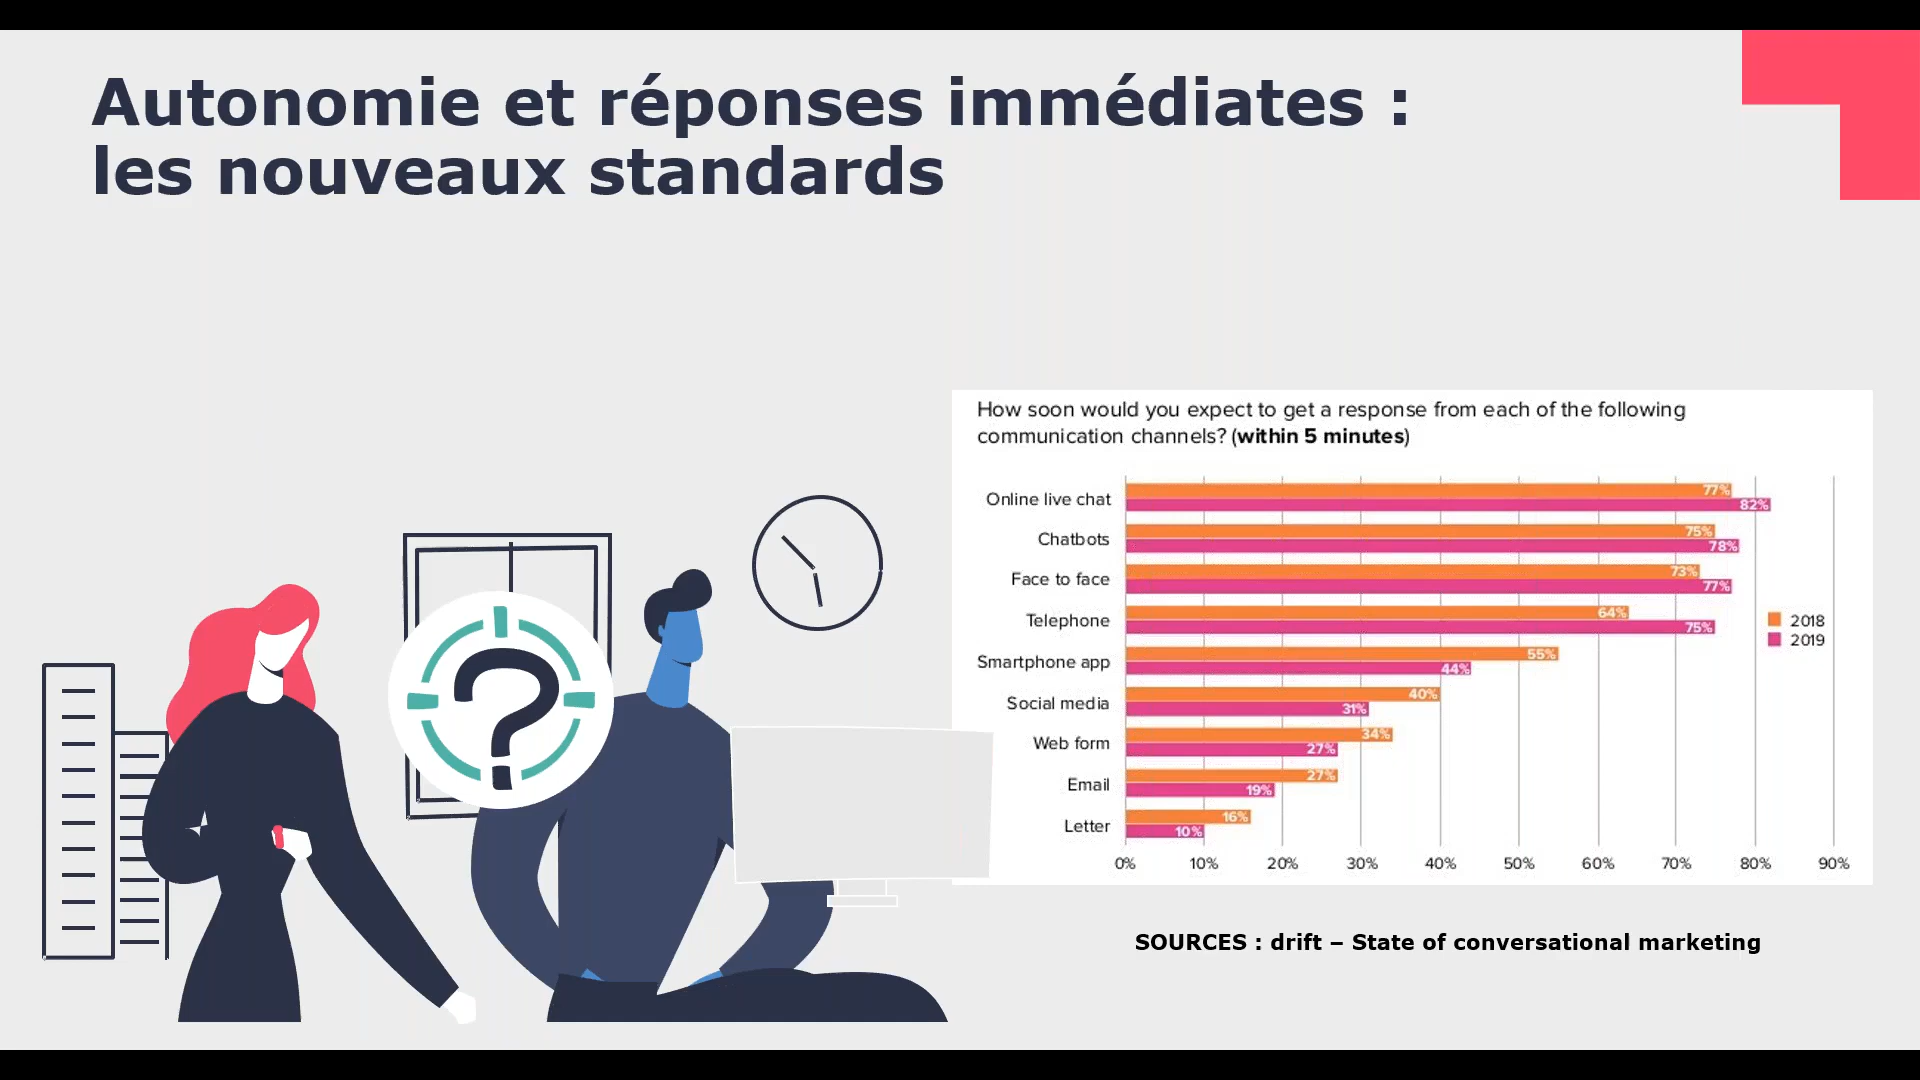 Autonomie et réponses immédiates :
les nouveaux standards
How soon would you expect to get a response from each of the following
communication channels? (within 5 minutes)
Online live chat
77%
82%
Chatbots
75%
78%
Face to face
73%
77%
Telephone
64%
75%
Smartphone app
55%
44%
Social media
40%
31%
Web form
34%
27%
Email
27%
19%
Letter
16%
10%
2018
2019
0% 10% 20% 30% 40% 50% 60% 70% 80% 90%
SOURCES : drift – State of conversational marketing